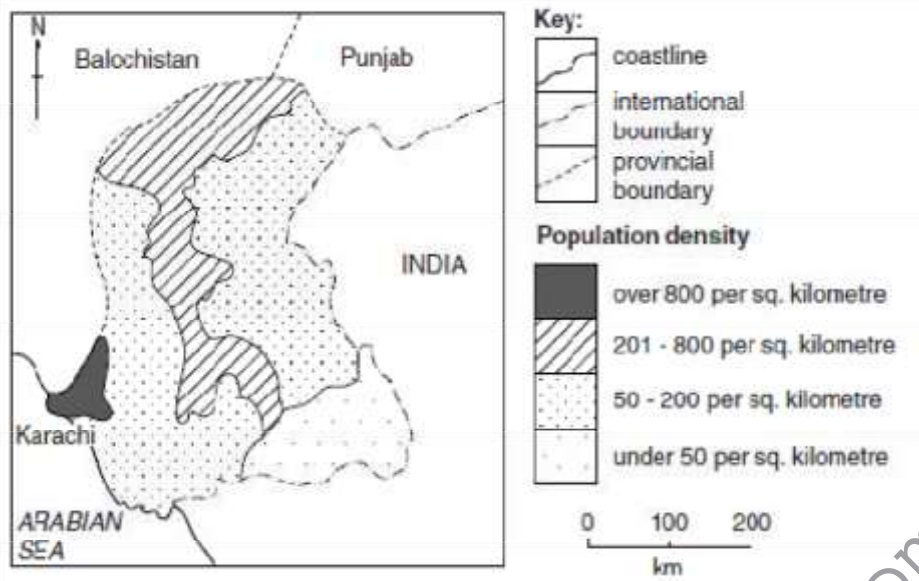 N
Balochistan
Punjab
INDIA
Karachi
ARABIAN
SEA
Key:
coastline
international
boundary
provincial
boundary
Population density
over 800 per sq. kilometre
201 - 800 per sq. kilometre
50 - 200 per sq. kilometre
under 50 per sq. kilometre
0 100 200
km